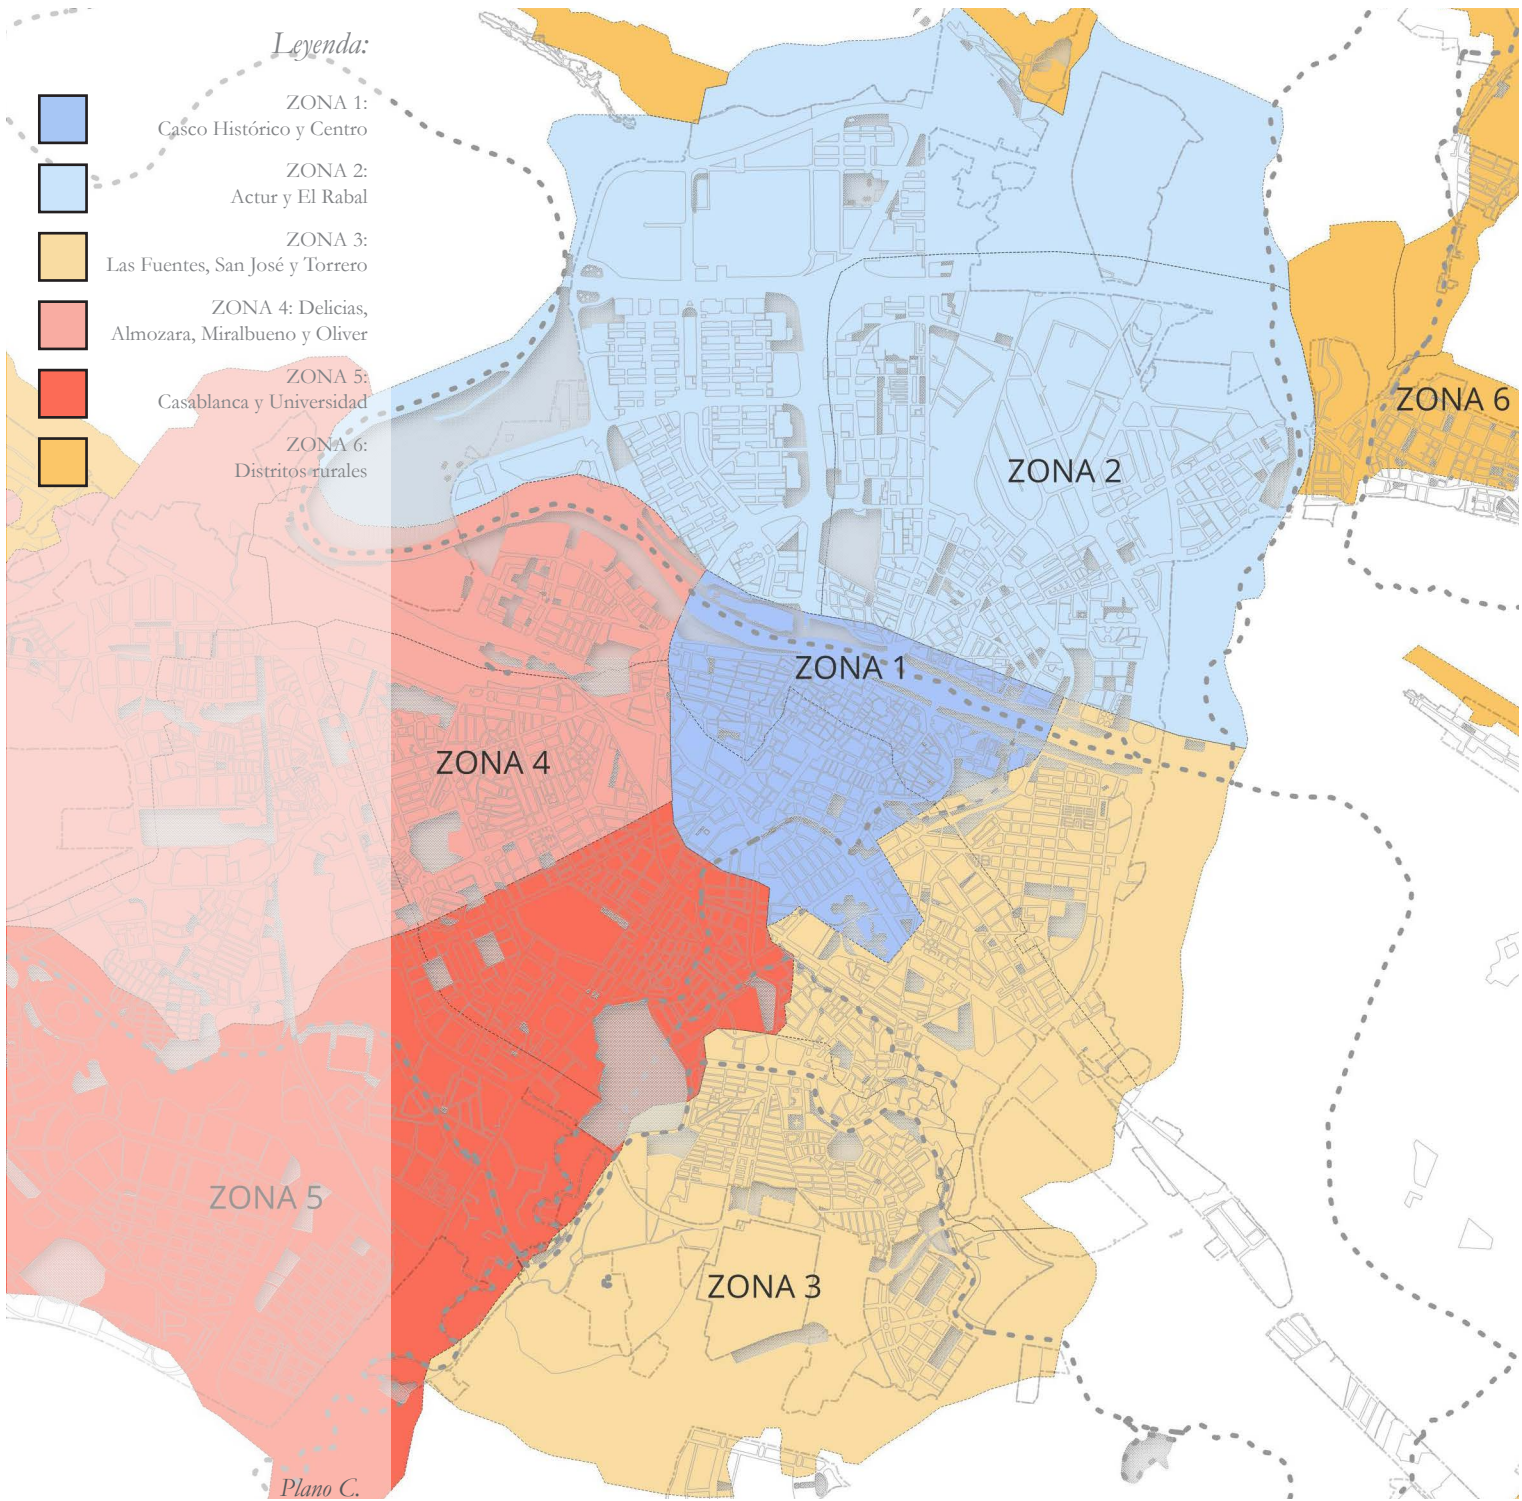 Leyenda:
ZONA 1:
Casco Histórico y Centro
ZONA 2:
Actur y El Rabal
ZONA 3:
Las Fuentes, San José y Torrero
ZONA 4: Delicias,
Almozara, Miralbueno y Oliver
ZONA 5:
Casablanca y Universidad
ZONA 6:
Distritos rurales
ZONA 6
ZONA 2
ZONA 1
ZONA 4
ZONA 5
ZONA 3
Plano C.